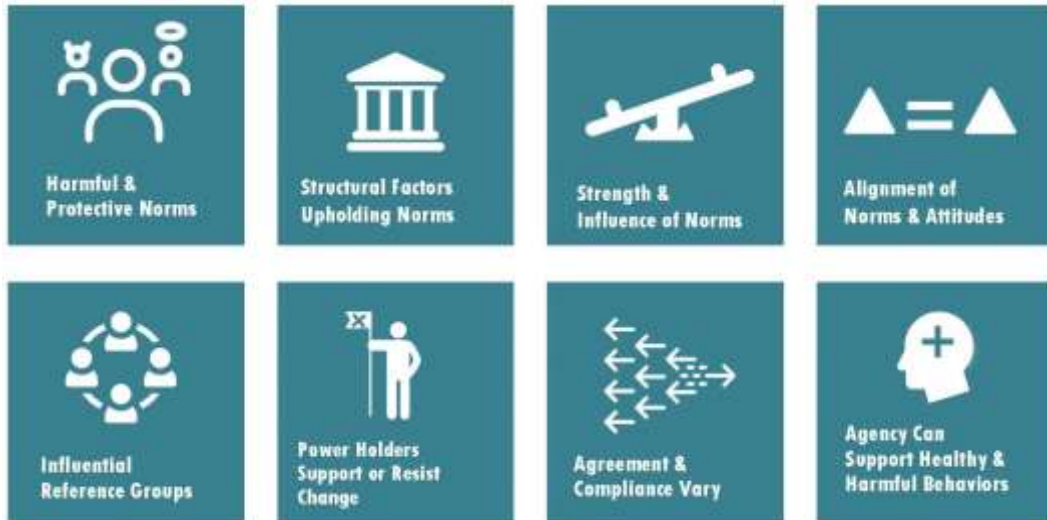 Harmful &
Protective Norms
Structural Factors
Upholding Norms
Strength &
Influence of Norms
Alignment of
Norms & Attitudes
Influential
Reference Groups
Power Holders
Support or Resist
Change
Agreement &
Compliance Vary
Agency Can
Support Healthy &
Harmful Behaviors